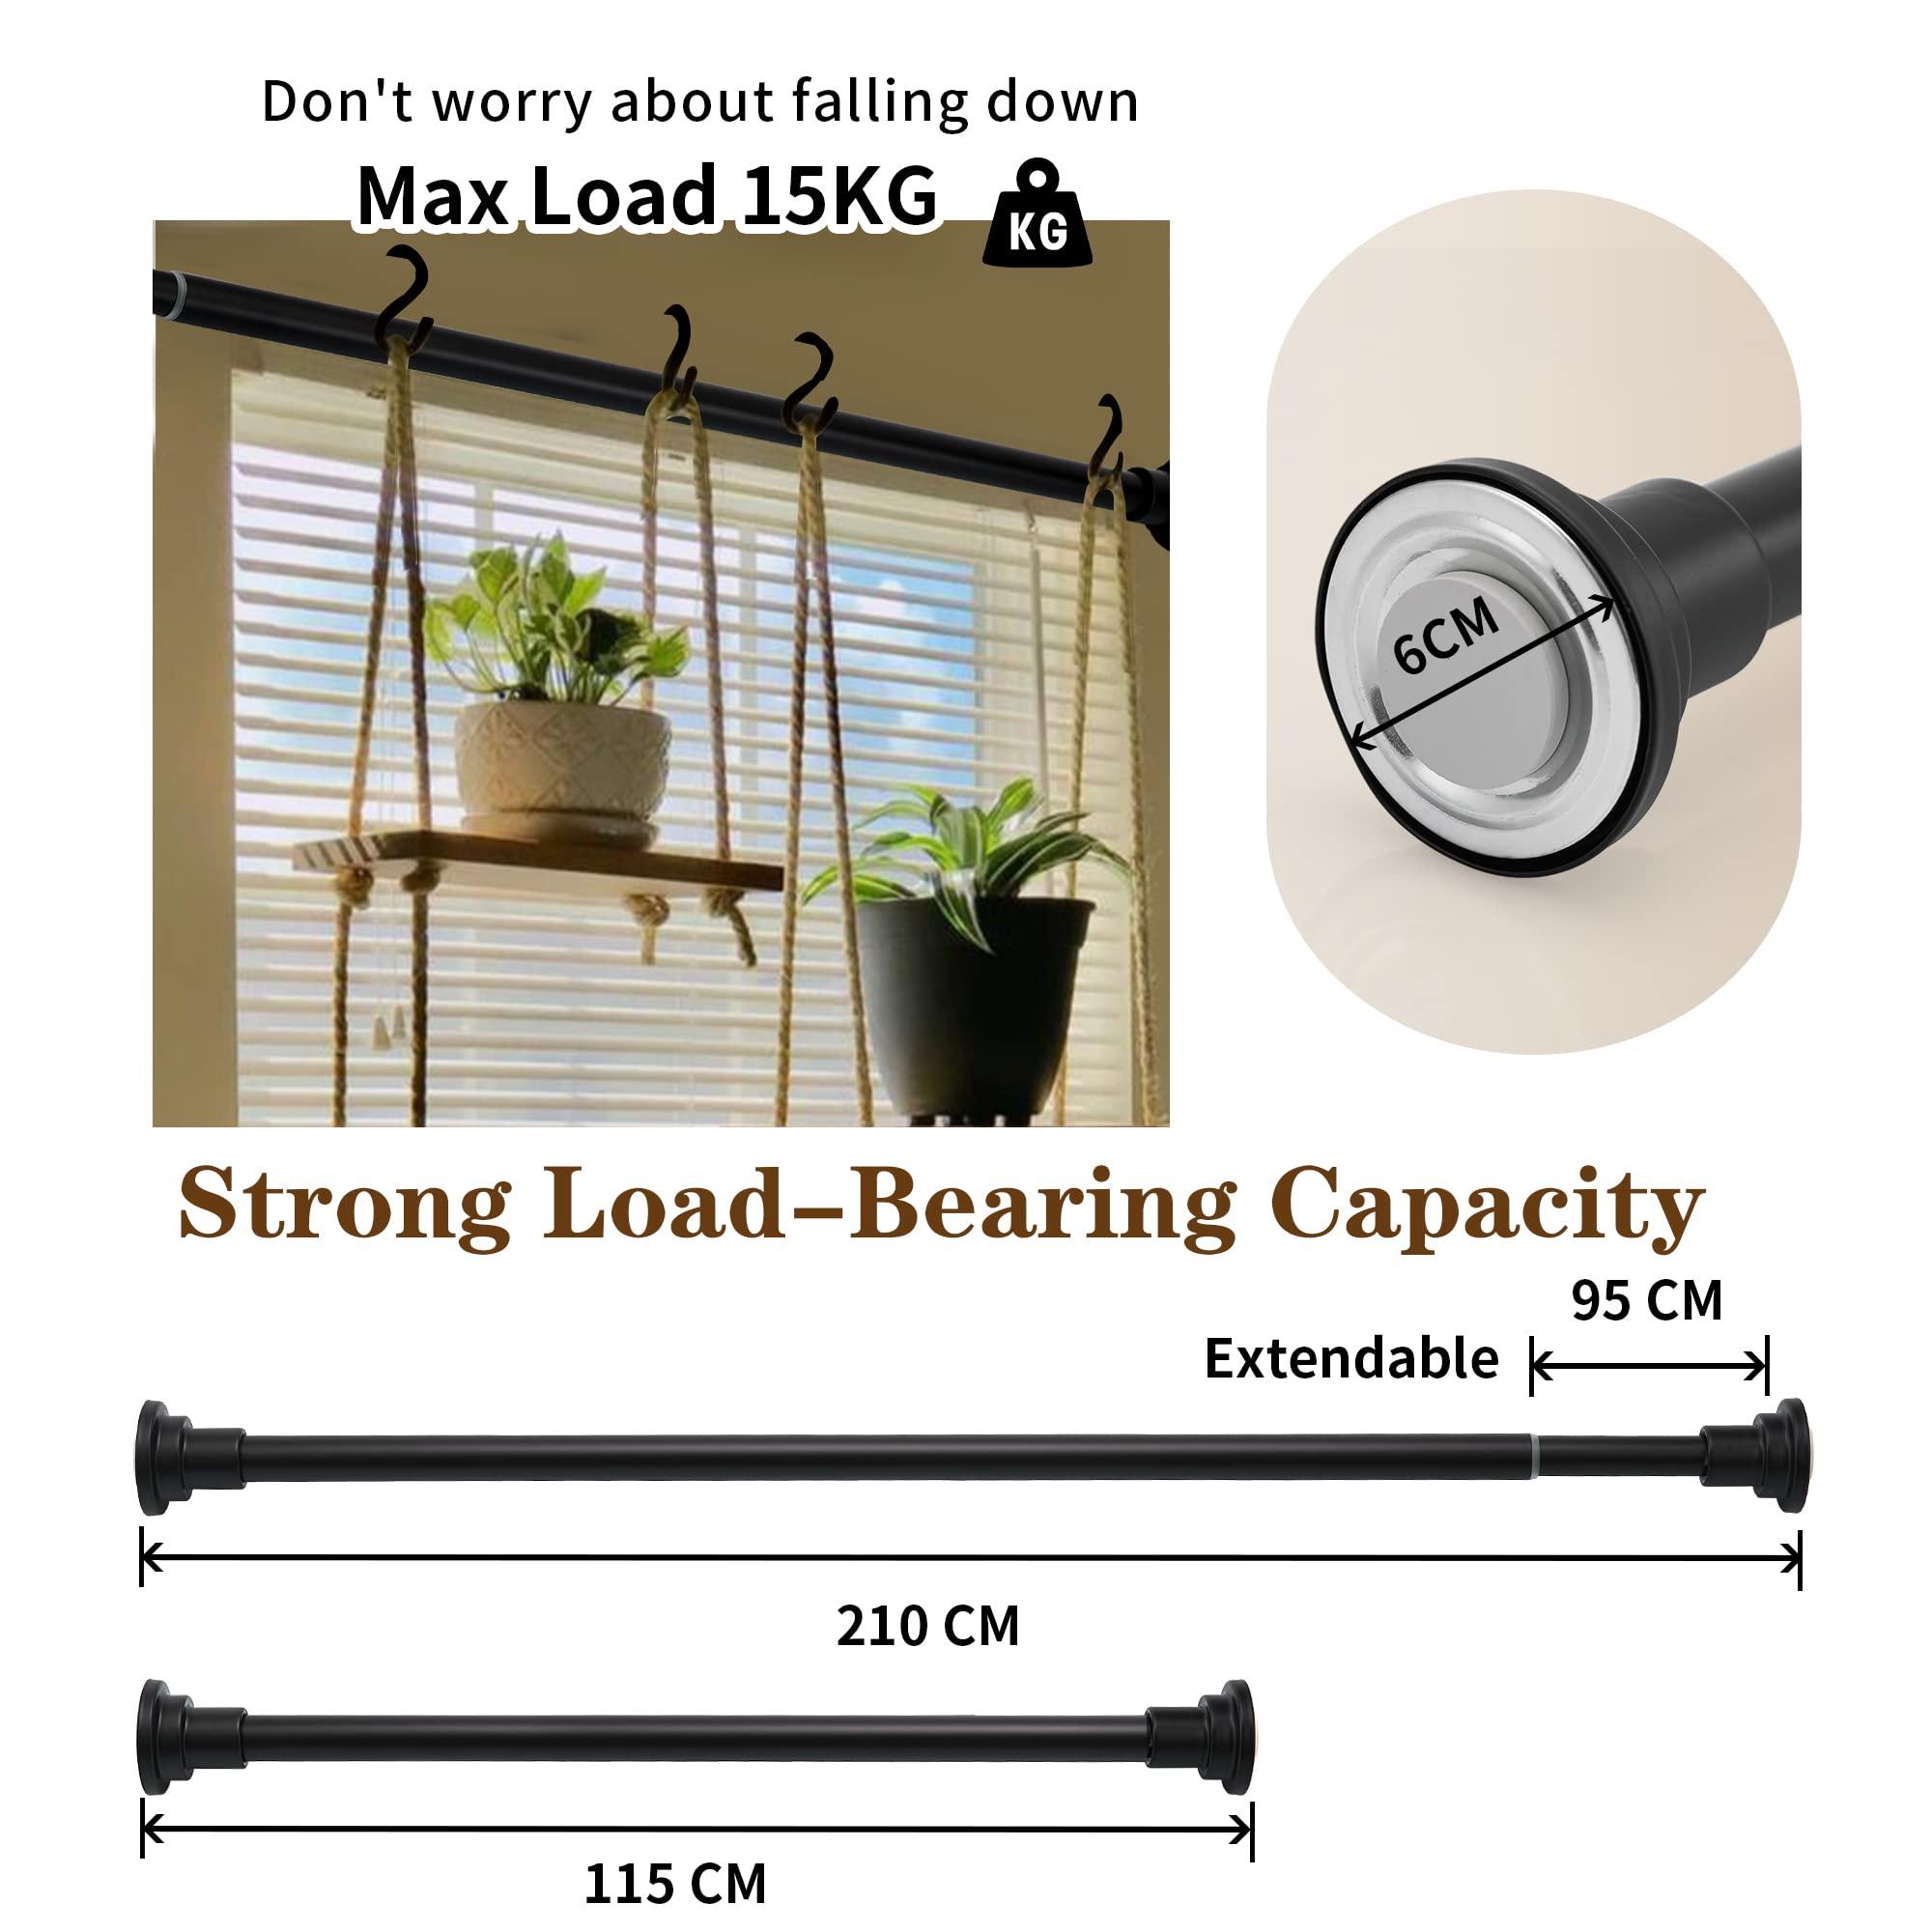 Don't worry about falling down
Max Load 15KG
KG
6CM
Strong Load-Bearing Capacity
95 CM
Extendable
210 CM
115 CM